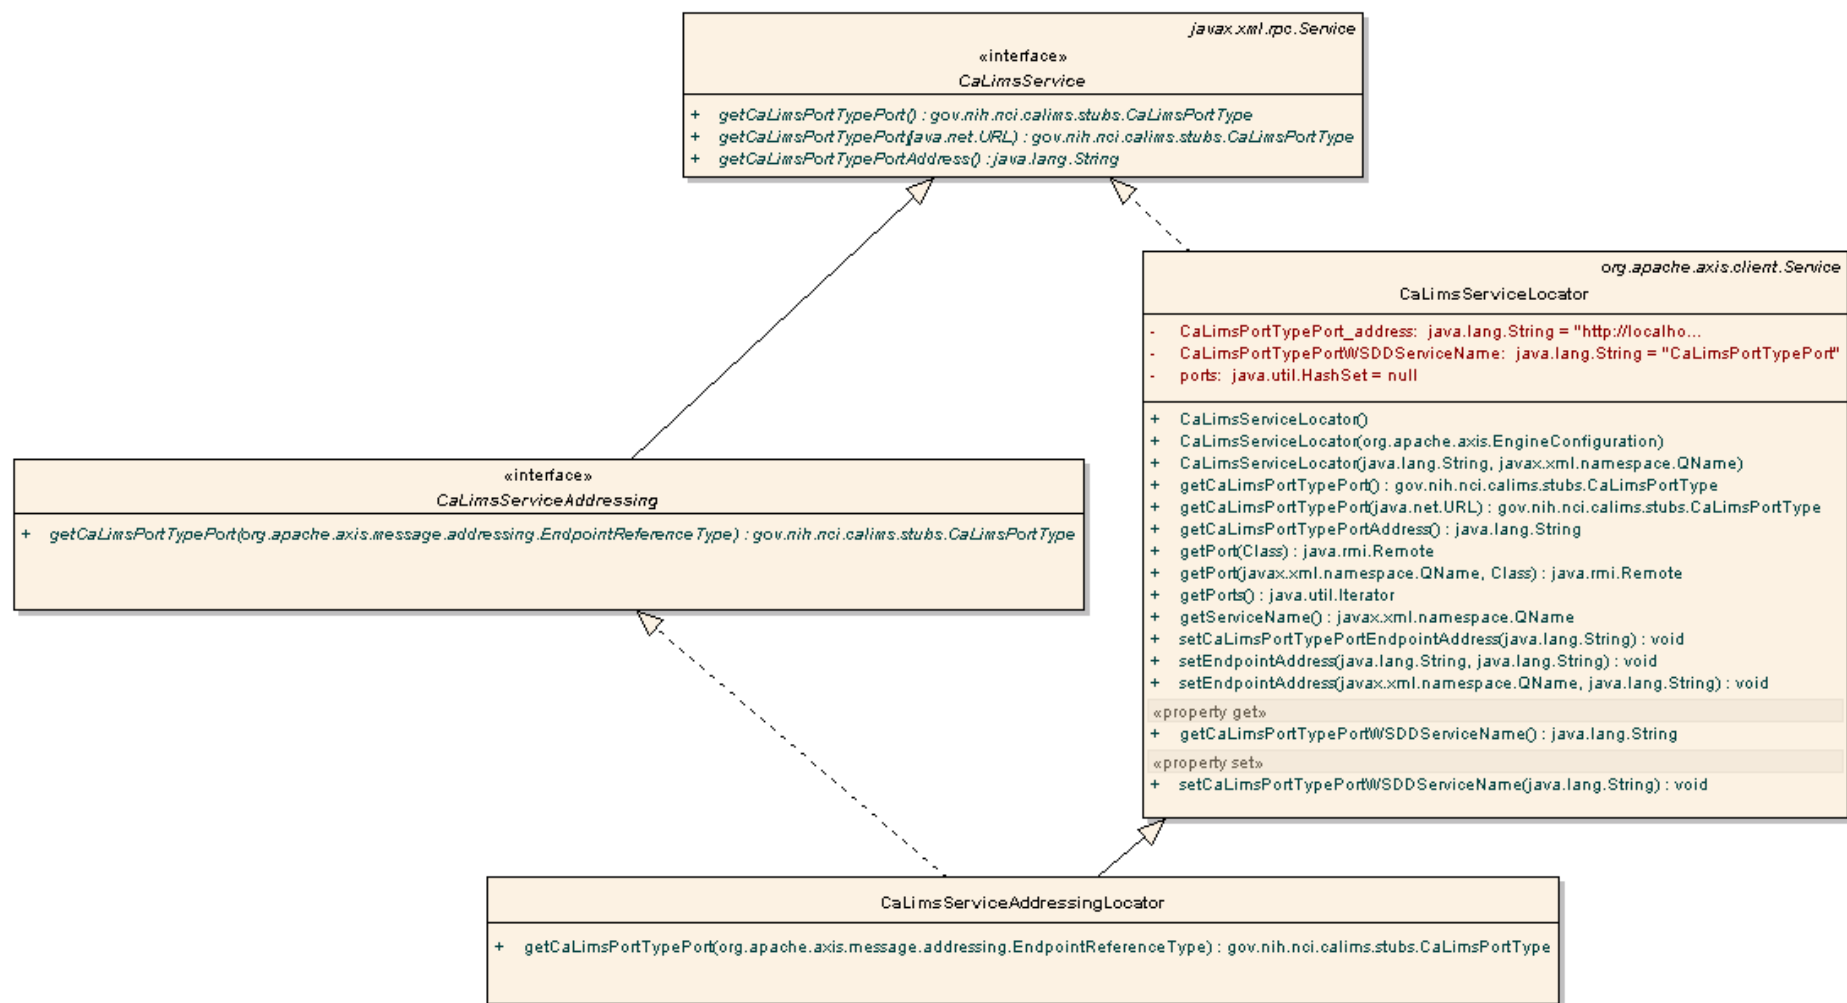 javax.xml.rpc.Service
«interface»
CaLimsService
+ getCaLimsPortTypePort() : gov.nih.nci.calims.stubs.CaLimsPortType
+ getCaLimsPortTypePort(java.net.URL) : gov.nih.nci.calims.stubs.CaLimsPortType
+ getCaLimsPortTypePortAddress() : java.lang.String
org.apache.axis.client.Service
CaLimsServiceLocator
- CaLimsPortTypePort_address: java.lang.String = "http://localho...
- CaLimsPortTypePortWSDDServiceName: java.lang.String = "CaLimsPortTypePort"
- ports: java.util.HashSet = null
+ CaLimsServiceLocator()
+ CaLimsServiceLocator(org.apache.axis.EngineConfiguration)
+ CaLimsServiceLocator(java.lang.String, javax.xml.namespace.QName)
+ getCaLimsPortTypePort() : gov.nih.nci.calims.stubs.CaLimsPortType
+ getCaLimsPortTypePort(java.net.URL) : gov.nih.nci.calims.stubs.CaLimsPortType
+ getCaLimsPortTypePortAddress() : java.lang.String
+ getPort(Class) : java.rmi.Remote
+ getPort(javax.xml.namespace.QName, Class) : java.rmi.Remote
+ getPorts() : java.util.Iterator
+ getServiceName() : javax.xml.namespace.QName
+ setCaLimsPortTypePortEndpointAddress(java.lang.String) : void
+ setEndpointAddress(java.lang.String, java.lang.String) : void
+ setEndpointAddress(javax.xml.namespace.QName, java.lang.String) : void
«property get»
+ getCaLimsPortTypePortWSDDServiceName() : java.lang.String
«property set»
+ setCaLimsPortTypePortWSDDServiceName(java.lang.String) : void
«interface»
CaLimsServiceAddressing
+ getCaLimsPortTypePort(org.apache.axis.message.addressing.EndpointReferenceType) : gov.nih.nci.calims.stubs.CaLimsPortType
CaLimsServiceAddressingLocator
+ getCaLimsPortTypePort(org.apache.axis.message.addressing.EndpointReferenceType) : gov.nih.nci.calims.stubs.CaLimsPortType